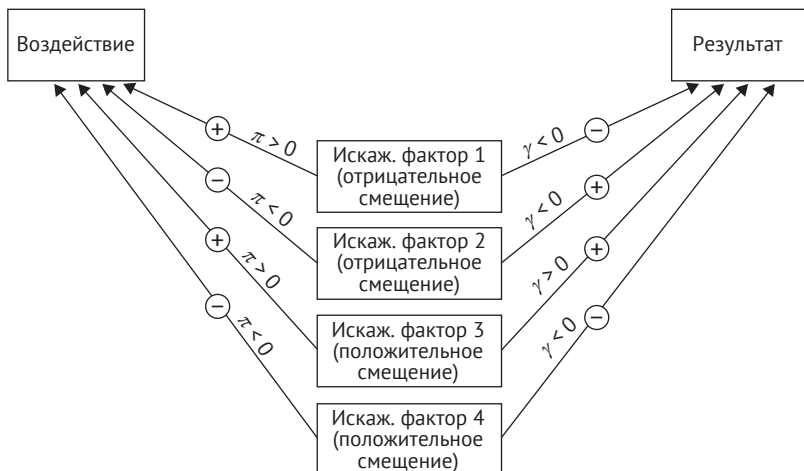 Воздействие
Результат
+
π > 0
Искаж. фактор 1
(отрицательное
смещение)
γ < 0
−
−
π < 0
Искаж. фактор 2
(отрицательное
смещение)
γ < 0
+
+
π > 0
Искаж. фактор 3
(положительное
смещение)
γ > 0
+
−
π < 0
Искаж. фактор 4
(положительное
смещение)
γ < 0
−